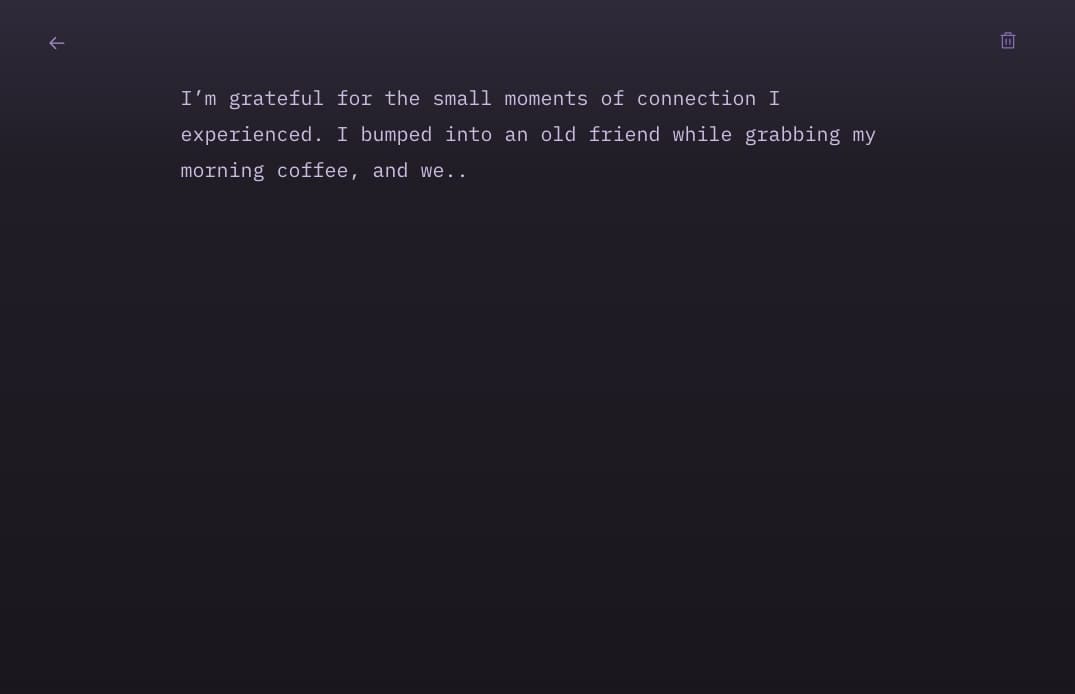 I’m grateful for the small moments of connection I
experienced. I bumped into an old friend while grabbing my
morning coffee, and we..